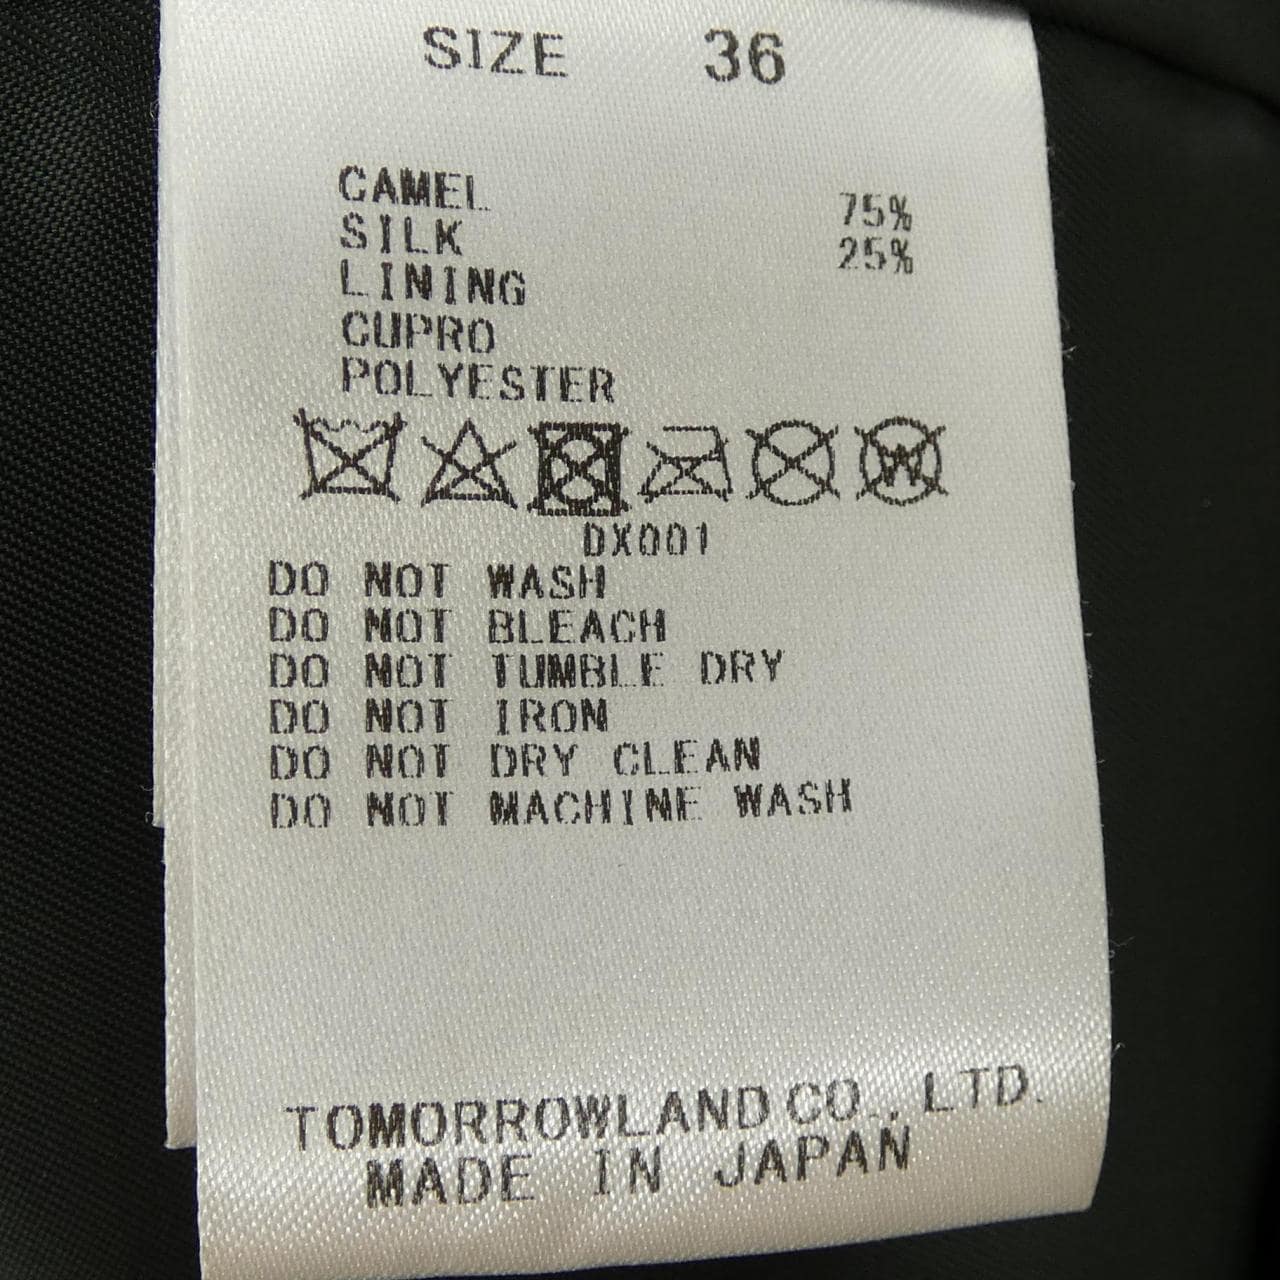 SIZE 36
CAMEL 75%
SILK 25%
LINING
CUPRO
POLYESTER
W
DX001
DO NOT WASH
DO NOT BLEACH
DO NOT TUMBLE DRY
DO NOT IRON
DO NOT DRY CLEAN
DO NOT MACHINE WASH
TOMORROWLAND CO., LTD.
MADE IN JAPAN